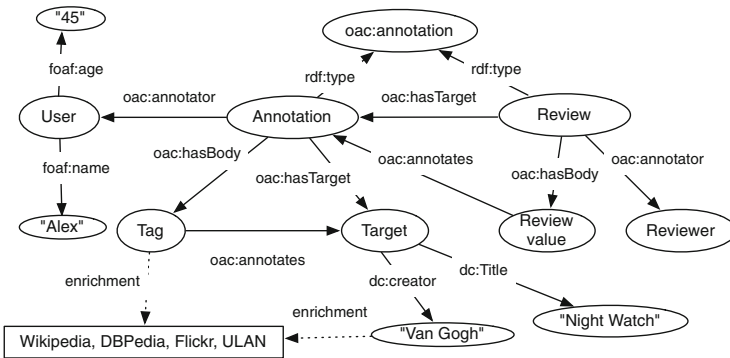 "45"
oac:annotation
foaf:age
rdf:type
rdf:type
User
oac:annotator
Annotation
oac:hasTarget
Review
oac:hasBody
oac:annotates
oac:annotator
foaf:name
oac:hasTarget
oac:hasBody
"Alex"
Tag
Target
Review
value
Reviewer
oac:annotates
enrichment
dc:creator
dc:Title
enrichment
Wikipedia, DBPedia, Flickr, ULAN
"Van Gogh"
"Night Watch"